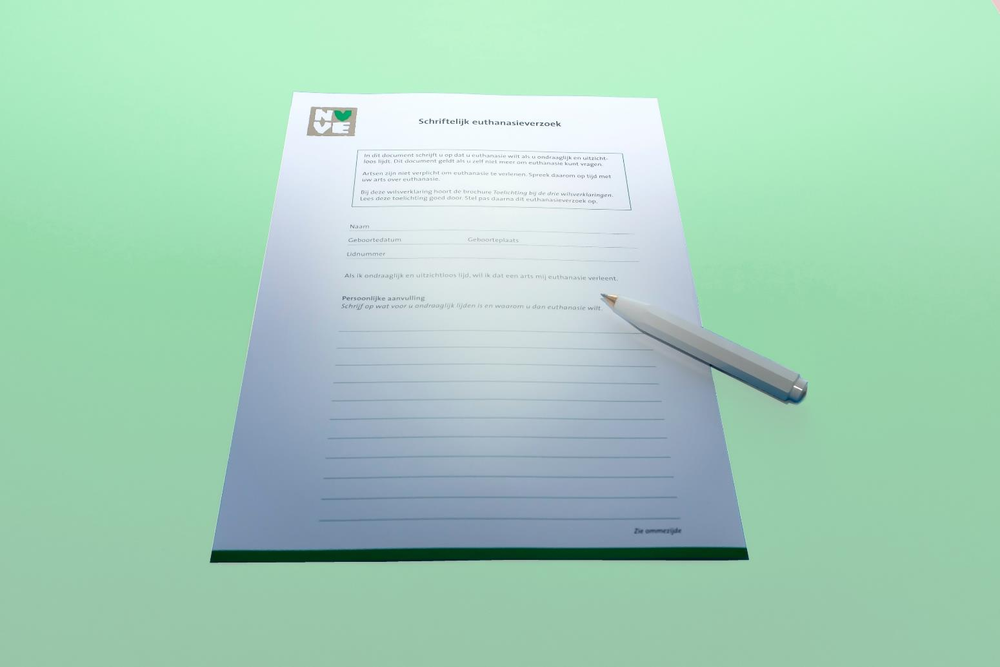 NVVE
Schriftelijk euthanasieverzoek
In dit document schrijft u op dat u euthanasie wilt als u ondraaglijk en uitzicht-
loos lijdt. Dit document geldt als u zelf niet meer om euthanasie kunt vragen.
Artsen zijn niet verplicht om euthanasie te verlenen. Spreek daarom op tijd met
uw arts over euthanasie.
Bij deze wilsverklaring hoort de brochure Toelichting bij de drie wilsverklaringen.
Lees deze toelichting goed door. Stel pas daarna dit euthanasieverzoek op.
Naam
Geboortedatum Geboorteplaats
Lidnummer
Als ik ondraaglijk en uitzichtloos lijd, wil ik dat een arts mij euthanasie verleent.
Persoonlijke aanvulling
Schrijf op wat voor u ondraaglijk lijden is en waarom u dan euthanasie wilt.
Zie ommezijde